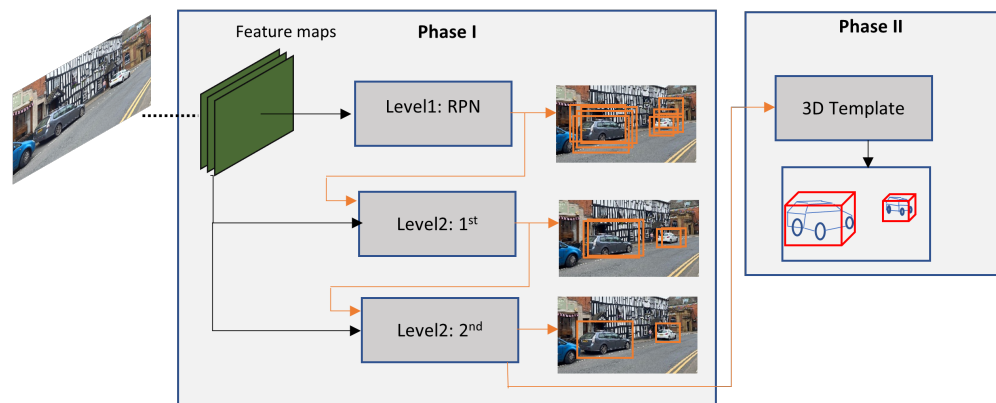 Feature maps
Phase I
Level1: RPN
Level2: 1st
Level2: 2nd
Phase II
3D Template